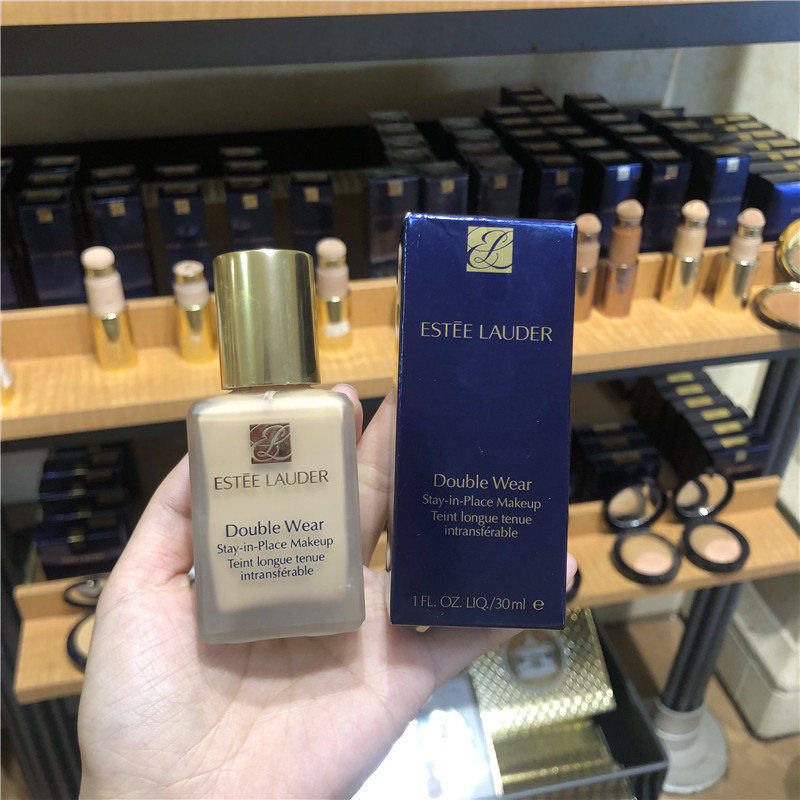 ESTĒE LAUDER
Double Wear
Stay-in-Place Makeup
Teint longue tenue
intransférable
ESTĒE LAUDER
Double Wear
Stay-in-Place Makeup
Teint longue tenue
intransférable
1 FL. OZ. LIQ./30ml e